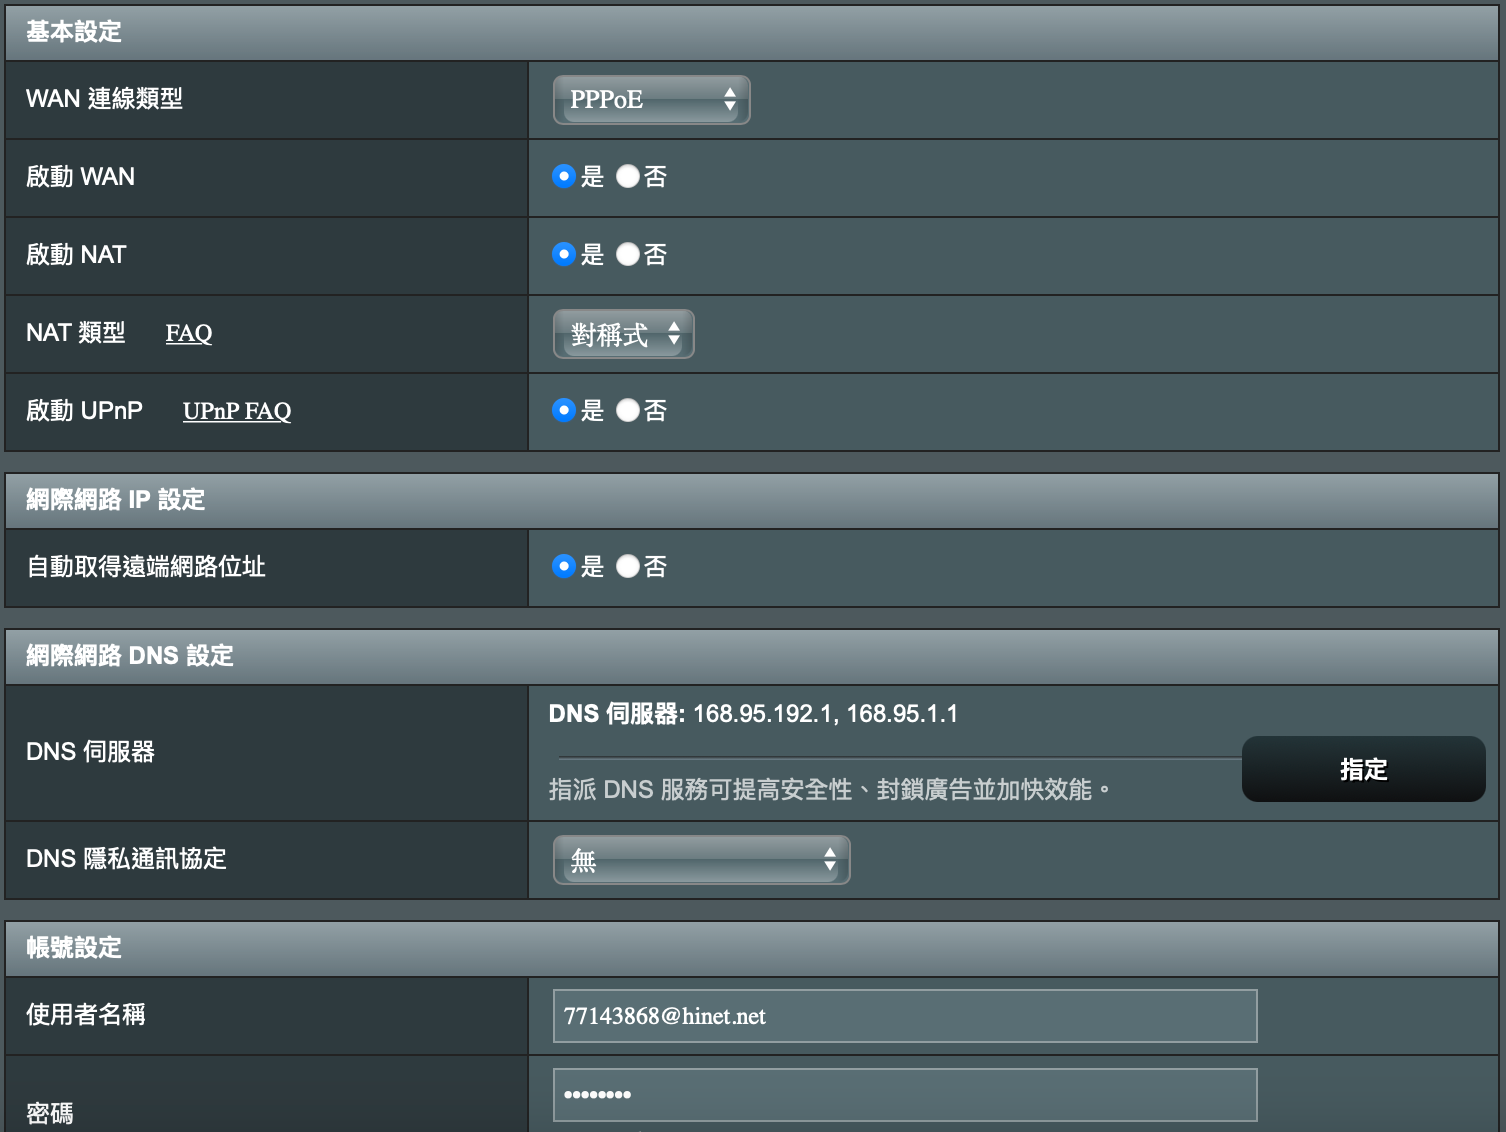 基本設定
WAN 連線類型 PPPoE
啟動 WAN 是 否
啟動 NAT 是 否
NAT 類型 FAQ 對稱式
啟動 UPnP UPnP FAQ 是 否
網際網路 IP 設定
自動取得遠端網路位址 是 否
網際網路 DNS 設定
DNS 伺服器: 168.95.192.1, 168.95.1.1
DNS 伺服器
指定
指派 DNS 服務可提高安全性、封鎖廣告並加快效能。
DNS 隱私通訊協定 無
帳號設定
使用者名稱 77143868@hinet.net
密碼 ••••••••